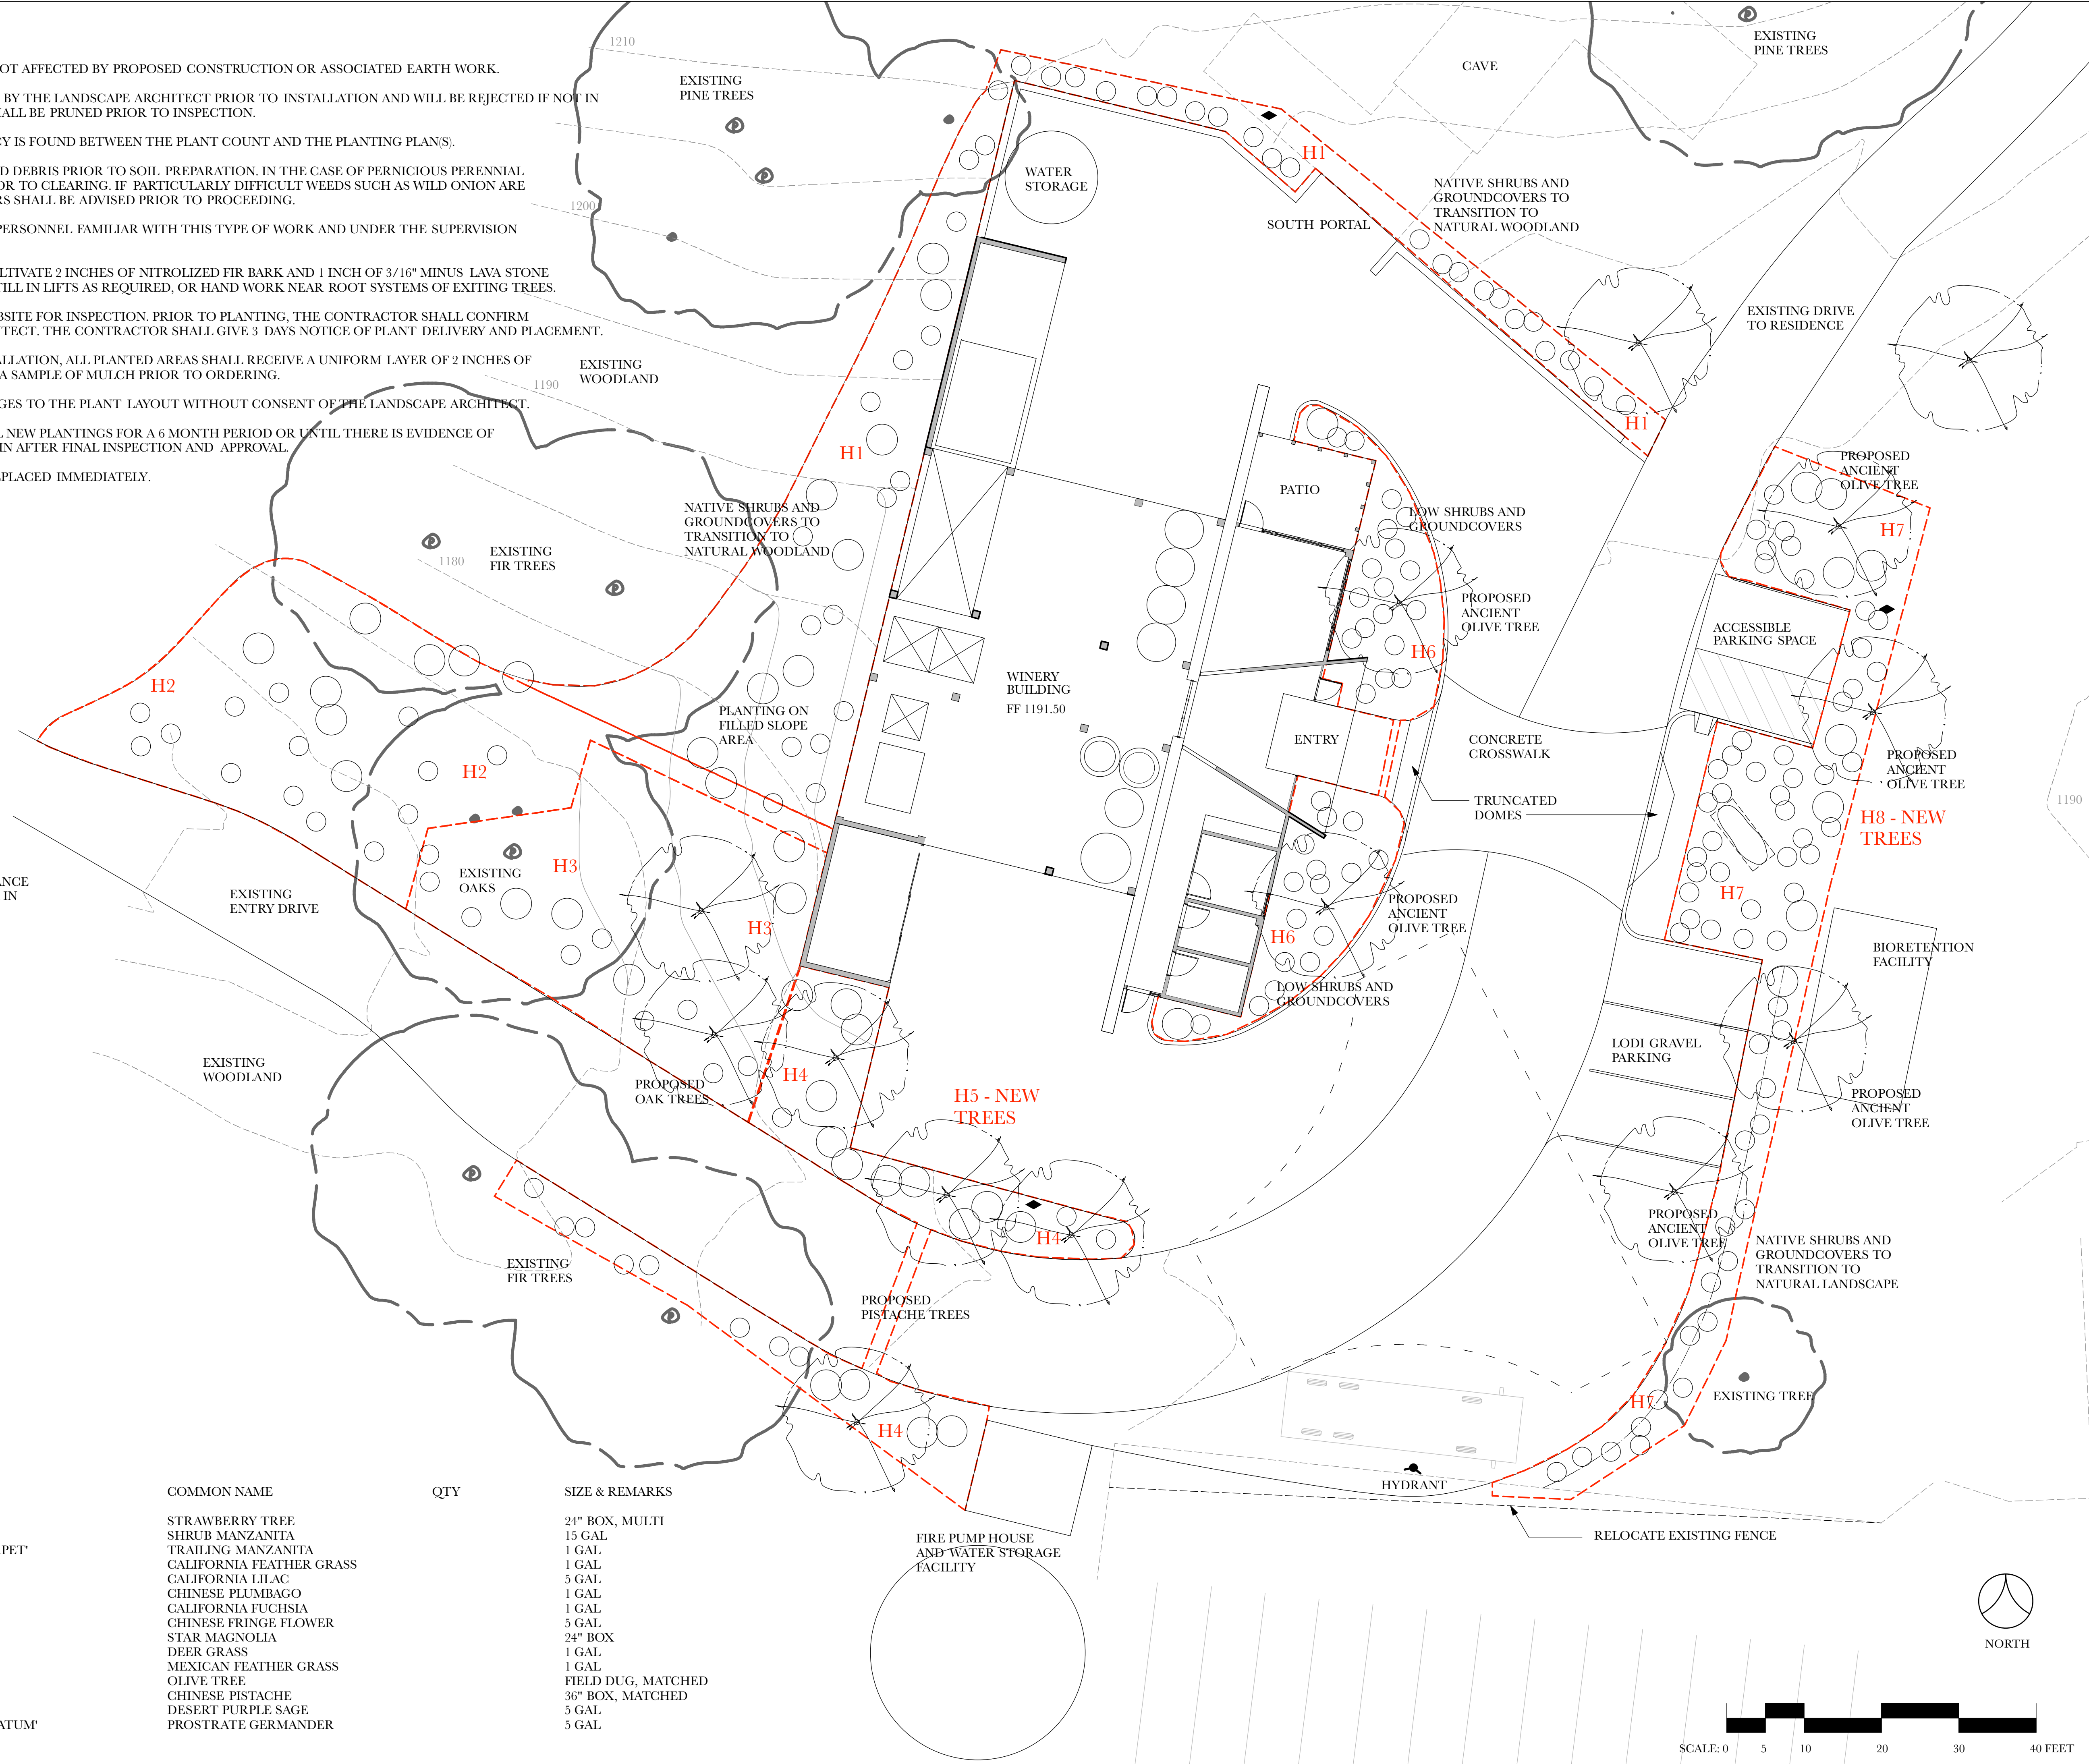 OT AFFECTED BY PROPOSED CONSTRUCTION OR ASSOCIATED EARTH WORK.
BY THE LANDSCAPE ARCHITECT PRIOR TO INSTALLATION AND WILL BE REJECTED IF NOT IN
HALL BE PRUNED PRIOR TO INSPECTION.
CY IS FOUND BETWEEN THE PLANT COUNT AND THE PLANTING PLAN(S).
D DEBRIS PRIOR TO SOIL PREPARATION. IN THE CASE OF PERNICIOUS PERENNIAL
OR TO CLEARING. IF PARTICULARLY DIFFICULT WEEDS SUCH AS WILD ONION ARE
RS SHALL BE ADVISED PRIOR TO PROCEEDING.
PERSONNEL FAMILIAR WITH THIS TYPE OF WORK AND UNDER THE SUPERVISION
LTIVATE 2 INCHES OF NITROLIZED FIR BARK AND 1 INCH OF 3/16" MINUS LAVA STONE
TILL IN LIFTS AS REQUIRED, OR HAND WORK NEAR ROOT SYSTEMS OF EXITING TREES.
BSITE FOR INSPECTION. PRIOR TO PLANTING, THE CONTRACTOR SHALL CONFIRM
TECT. THE CONTRACTOR SHALL GIVE 3 DAYS NOTICE OF PLANT DELIVERY AND PLACEMENT.
ALLATION, ALL PLANTED AREAS SHALL RECEIVE A UNIFORM LAYER OF 2 INCHES OF
A SAMPLE OF MULCH PRIOR TO ORDERING.
GES TO THE PLANT LAYOUT WITHOUT CONSENT OF THE LANDSCAPE ARCHITECT.
L NEW PLANTINGS FOR A 6 MONTH PERIOD OR UNTIL THERE IS EVIDENCE OF
IN AFTER FINAL INSPECTION AND APPROVAL.
EPLACED IMMEDIATELY.
ANCE
IN
1210
EXISTING
PINE TREES
1200
WATER
STORAGE
CAVE
EXISTING
PINE TREES
H1
SOUTH PORTAL
NATIVE SHRUBS AND
GROUNDCOVERS TO
TRANSITION TO
NATURAL WOODLAND
EXISTING DRIVE
TO RESIDENCE
EXISTING
WOODLAND
1190
H1
H1
PATIO
LOW SHRUBS AND
GROUNDCOVERS
PROPOSED
ANCIENT
OLIVE TREE
H7
NATIVE SHRUBS AND
GROUNDCOVERS TO
TRANSITION TO
NATURAL WOODLAND
EXISTING
FIR TREES
1180
PROPOSED
ANCIENT
OLIVE TREE
ACCESSIBLE
PARKING SPACE
H6
H2
WINERY
BUILDING
FF 1191.50
PLANTING ON
FILLED SLOPE
AREA
ENTRY
CONCRETE
CROSSWALK
PROPOSED
ANCIENT
OLIVE TREE
H2
TRUNCATED
DOMES
1190
H8 - NEW
TREES
H3
EXISTING
OAKS
EXISTING
ENTRY DRIVE
H3
PROPOSED
ANCIENT
OLIVE TREE
H7
H6
BIORETENTION
FACILITY
LOW SHRUBS AND
GROUNDCOVERS
LODI GRAVEL
PARKING
EXISTING
WOODLAND
PROPOSED
OAK TREES
H4
H5 - NEW
TREES
PROPOSED
ANCIENT
OLIVE TREE
PROPOSED
ANCIENT
OLIVE TREE
H4
NATIVE SHRUBS AND
GROUNDCOVERS TO
TRANSITION TO
NATURAL LANDSCAPE
EXISTING
FIR TREES
PROPOSED
PISTACHE TREES
H4
H7
EXISTING TREE
HYDRANT
RELOCATE EXISTING FENCE
FIRE PUMP HOUSE
AND WATER STORAGE
FACILITY
COMMON NAME QTY SIZE & REMARKS
STRAWBERRY TREE 24" BOX, MULTI
SHRUB MANZANITA 15 GAL
RPET' TRAILING MANZANITA 1 GAL
CALIFORNIA FEATHER GRASS 1 GAL
CALIFORNIA LILAC 5 GAL
CHINESE PLUMBAGO 1 GAL
CALIFORNIA FUCHSIA 1 GAL
CHINESE FRINGE FLOWER 5 GAL
STAR MAGNOLIA 24" BOX
DEER GRASS 1 GAL
MEXICAN FEATHER GRASS 1 GAL
OLIVE TREE FIELD DUG, MATCHED
CHINESE PISTACHE 36" BOX, MATCHED
DESERT PURPLE SAGE 5 GAL
ATUM' PROSTRATE GERMANDER 5 GAL
NORTH
SCALE: 0 5 10 20 30 40 FEET